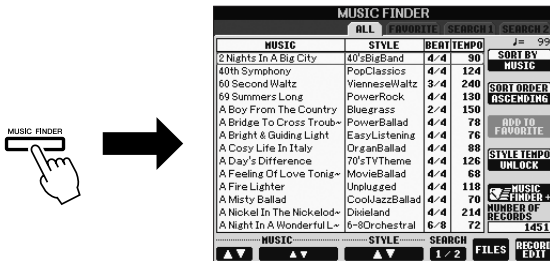 MUSIC FINDER
MUSIC FINDER
ALL FAVORITE SEARCH 1 SEARCH 2
MUSIC STYLE BEAT TEMPO
2 Nights In A Big City 40'sBigBand 4/4 90
40th Symphony PopClassics 4/4 124
60 Second Waltz VienneseWaltz 3/4 240
69 Summers Long PowerRock 4/4 130
A Boy From The Country Bluegrass 2/4 150
A Bridge To Cross Troub~ PowerBallad 4/4 78
A Bright & Guiding Light EasyListening 4/4 76
A Cosy Life In Italy OrganBallad 4/4 88
A Day's Difference 70'sTVTheme 4/4 126
A Feeling Of Love Tonig~ MovieBallad 4/4 68
A Fire Lighter Unplugged 4/4 118
A Misty Ballad CoolJazzBallad 4/4 70
A Nickel In The Nickelod~ Dixieland 4/4 214
A Night In A Wonderful L~ 6-8Orchestral 6/8 72
♩= 99
SORT BY
MUSIC
SORT ORDER
ASCENDING
ADD TO
FAVORITE
STYLE TEMPO
UNLOCK
MUSIC
FINDER +
NUMBER OF
RECORDS
1451
MUSIC STYLE SEARCH
▲▼ ▲▼ ▲▼ 1/2 FILES RECORD
EDIT